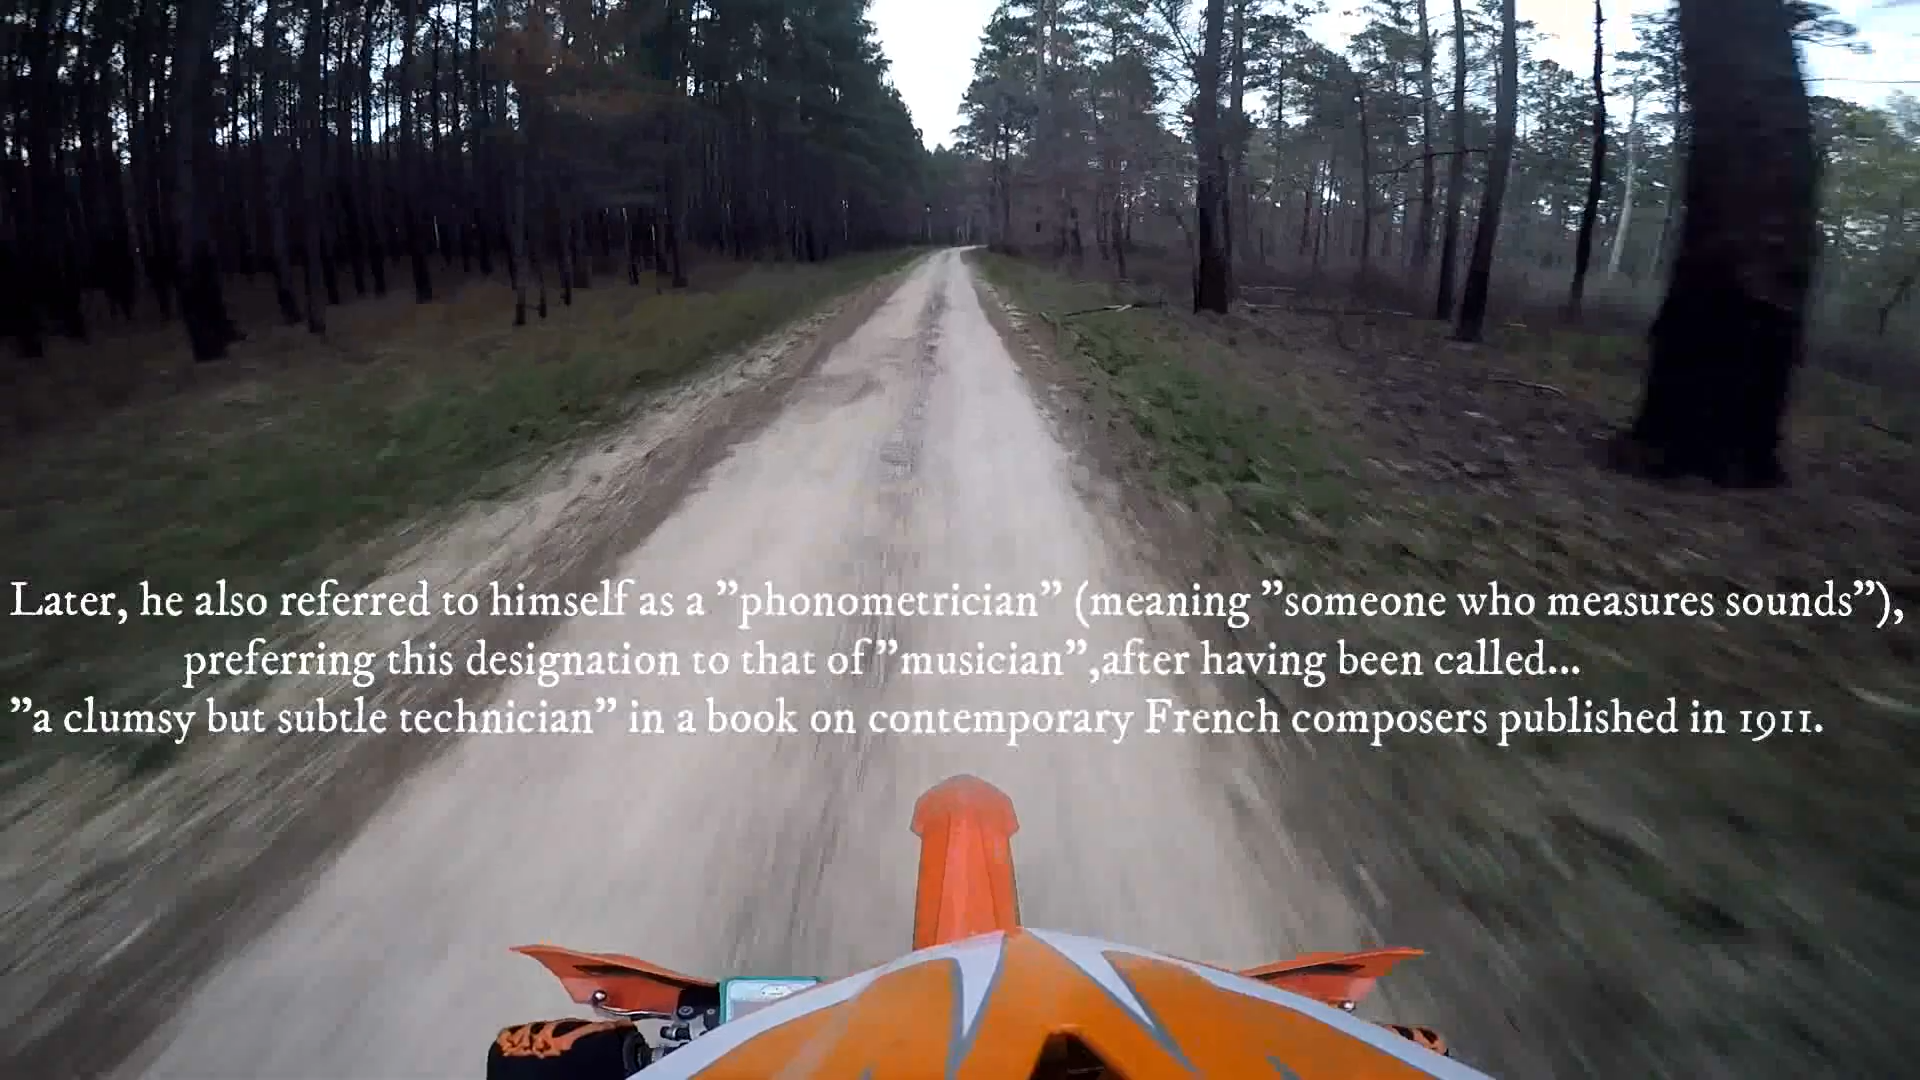 Later, he also referred to himself as a "phonometrician" (meaning "someone who measures sounds"),
preferring this designation to that of "musician",after having been called...
"a clumsy but subtle technician" in a book on contemporary French composers published in 1911.